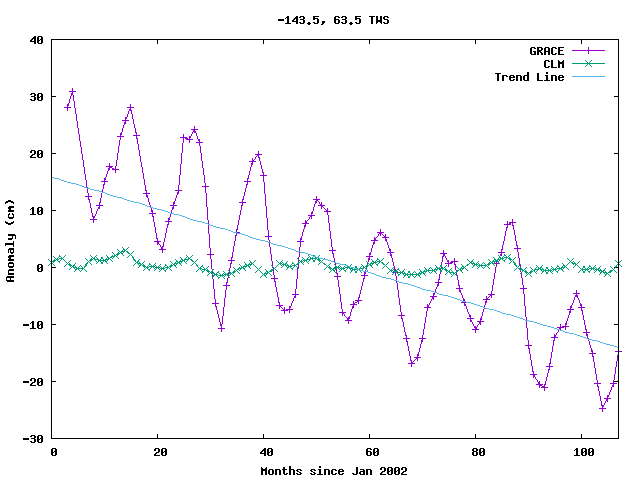 -143.5, 63.5 TWS
GRACE
CLM
Trend Line
40
30
20
10
0
-10
-20
-30
Anomaly (cm)
0 20 40 60 80 100
Months since Jan 2002